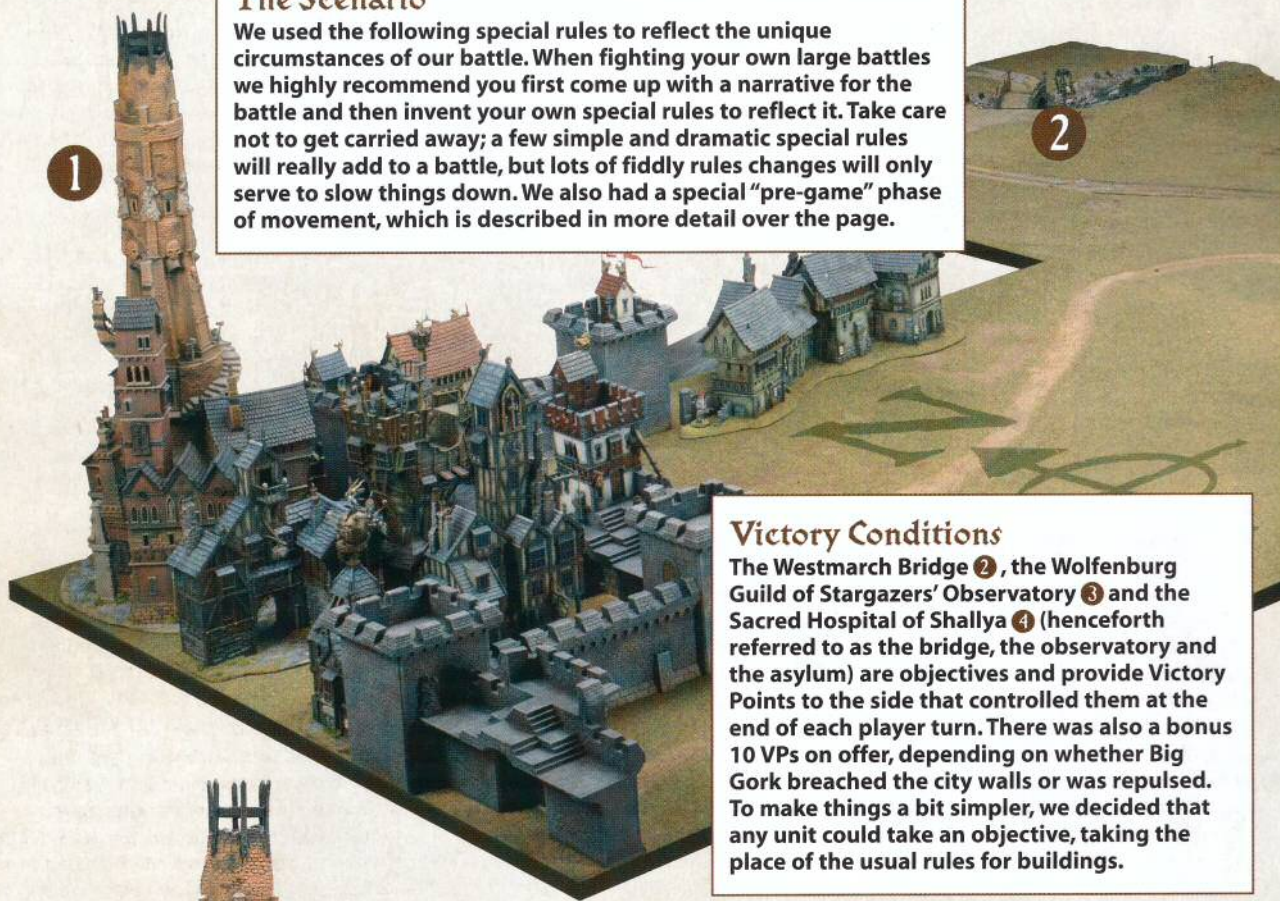 The Scenario
We used the following special rules to reflect the unique
circumstances of our battle. When fighting your own large battles
we highly recommend you first come up with a narrative for the
battle and then invent your own special rules to reflect it. Take care
not to get carried away; a few simple and dramatic special rules
will really add to a battle, but lots of fiddly rules changes will only
serve to slow things down. We also had a special “pre-game” phase
of movement, which is described in more detail over the page.
1
2
N
Victory Conditions
The Westmarch Bridge 2, the Wolfenburg
Guild of Stargazers’ Observatory 3 and the
Sacred Hospital of Shallya 4 (henceforth
referred to as the bridge, the observatory and
the asylum) are objectives and provide Victory
Points to the side that controlled them at the
end of each player turn. There was also a bonus
10 VPs on offer, depending on whether Big
Gork breached the city walls or was repulsed.
To make things a bit simpler, we decided that
any unit could take an objective, taking the
place of the usual rules for buildings.